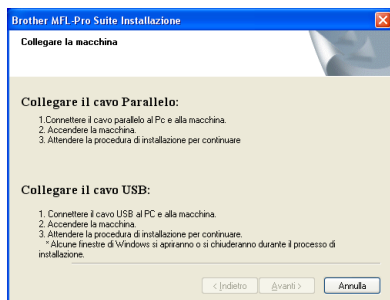 Brother MFL-Pro Suite Installazione
Collegare la macchina
Collegare il cavo Parallelo:
1.Connettere il cavo parallelo al Pc e alla macchina.
2. Accendere la macchina.
3. Attendere la procedura di installazione per continuare
Collegare il cavo USB:
1. Connettere il cavo USB al PC e alla macchina.
2. Accendere la macchina.
3. Attendere la procedura di installazione per continuare.
*Alcune finestre di Windows si apriranno o si chiuderanno durante il processo di
installazione.
< Indietro Avanti > Annulla